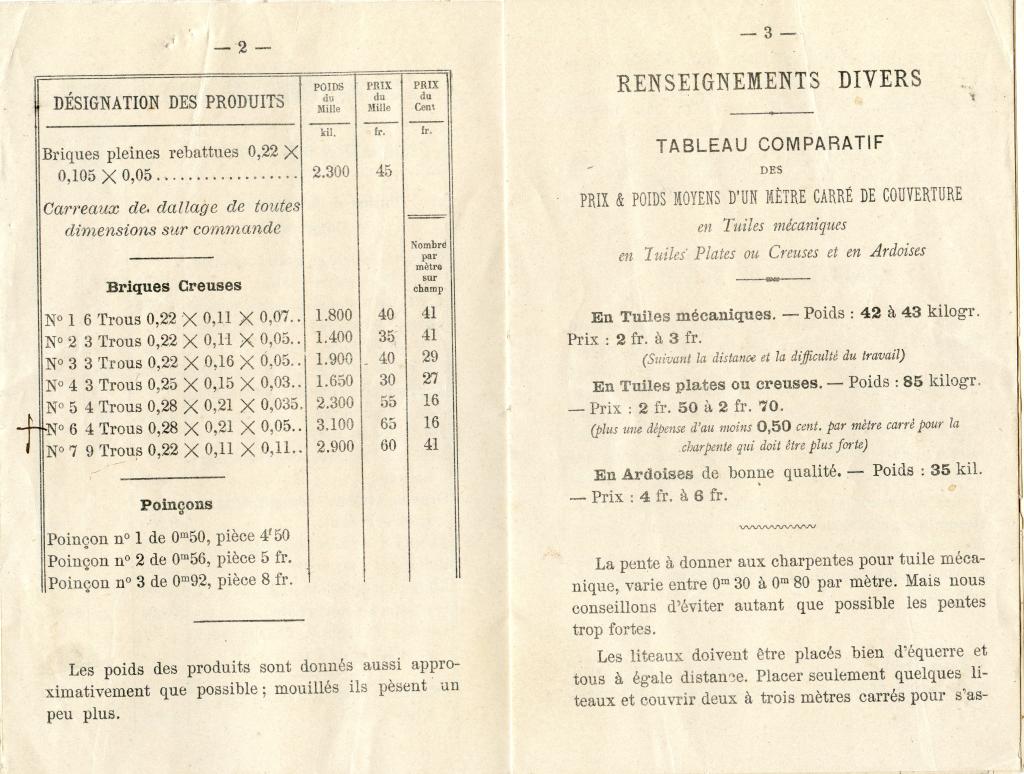 — 2 —
DÉSIGNATION DES PRODUITS
POIDS du Mille
PRIX du Mille
PRIX du Cent
kil.
fr.
fr.
Briques pleines rebattues 0,22 ×
0,105 × 0,05.................. 2.300 45
Carreaux de dallage de toutes
dimensions sur commande
Nombre
par
mètre
sur
champ
Briques Creuses
Nº 1 6 Trous 0,22 × 0,11 × 0,07.. 1.800 40 41
Nº 2 3 Trous 0,22 × 0,11 × 0,05.. 1.400 35 41
Nº 3 3 Trous 0,22 × 0,16 × 0,05.. 1.900 40 29
Nº 4 3 Trous 0,25 × 0,15 × 0,03.. 1.650 30 27
Nº 5 4 Trous 0,28 × 0,21 × 0,035. 2.300 55 16
Nº 6 4 Trous 0,28 × 0,21 × 0,05.. 3.100 65 16
Nº 7 9 Trous 0,22 × 0,11 × 0,11.. 2.900 60 41
Poinçons
Poinçon nº 1 de 0ᵐ50, pièce 4ᶠ50
Poinçon nº 2 de 0ᵐ56, pièce 5 fr.
Poinçon nº 3 de 0ᵐ92, pièce 8 fr.
Les poids des produits sont donnés aussi appro-
ximativement que possible ; mouillés ils pèsent un
peu plus.
— 3 —
RENSEIGNEMENTS DIVERS
TABLEAU COMPARATIF
DES
PRIX & POIDS MOYENS D'UN MÈTRE CARRÉ DE COUVERTURE
en Tuiles mécaniques
en Tuiles Plates ou Creuses et en Ardoises
En Tuiles mécaniques. — Poids : 42 à 43 kilogr.
Prix : 2 fr. à 3 fr.
(Suivant la distance et la difficulté du travail)
En Tuiles plates ou creuses. — Poids : 85 kilogr.
— Prix : 2 fr. 50 à 2 fr. 70.
(plus une dépense d'au moins 0,50 cent. par mètre carré pour la
charpente qui doit être plus forte)
En Ardoises de bonne qualité. — Poids : 35 kil.
— Prix : 4 fr. à 6 fr.
La pente à donner aux charpentes pour tuile méca-
nique, varie entre 0ᵐ 30 à 0ᵐ 80 par mètre. Mais nous
conseillons d'éviter autant que possible les pentes
trop fortes.
Les liteaux doivent être placés bien d'équerre et
tous à égale distance. Placer seulement quelques li-
teaux et couvrir deux à trois mètres carrés pour s'as-